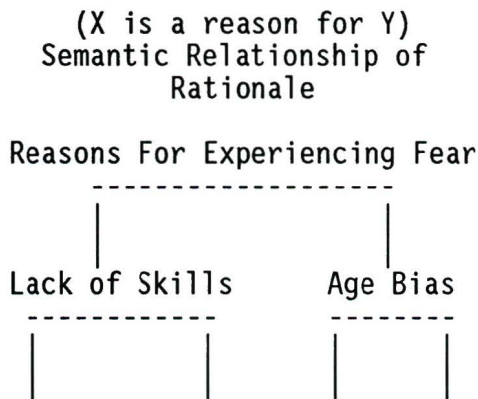 (X is a reason for Y)
Semantic Relationship of
Rationale
Reasons For Experiencing Fear
Lack of Skills Age Bias